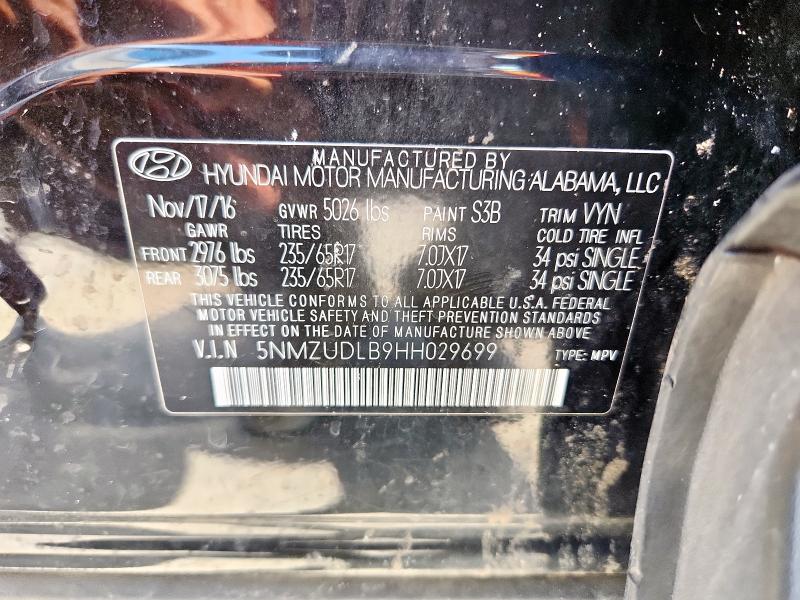 MANUFACTURED BY
HYUNDAI MOTOR MANUFACTURING ALABAMA, LLC
Nov/17/16 GVWR 5026 lbs PAINT S3B TRIM VYN
GAWR TIRES RIMS COLD TIRE INFL
FRONT 2976 lbs 235/65R17 7.0JX17 34 psi SINGLE
REAR 3075 lbs 235/65R17 7.0JX17 34 psi SINGLE
THIS VEHICLE CONFORMS TO ALL APPLICABLE U.S.A. FEDERAL
MOTOR VEHICLE SAFETY AND THEFT PREVENTION STANDARDS
IN EFFECT ON THE DATE OF MANUFACTURE SHOWN ABOVE
V.I.N 5NMZUDLB9HH029699 TYPE: MPV